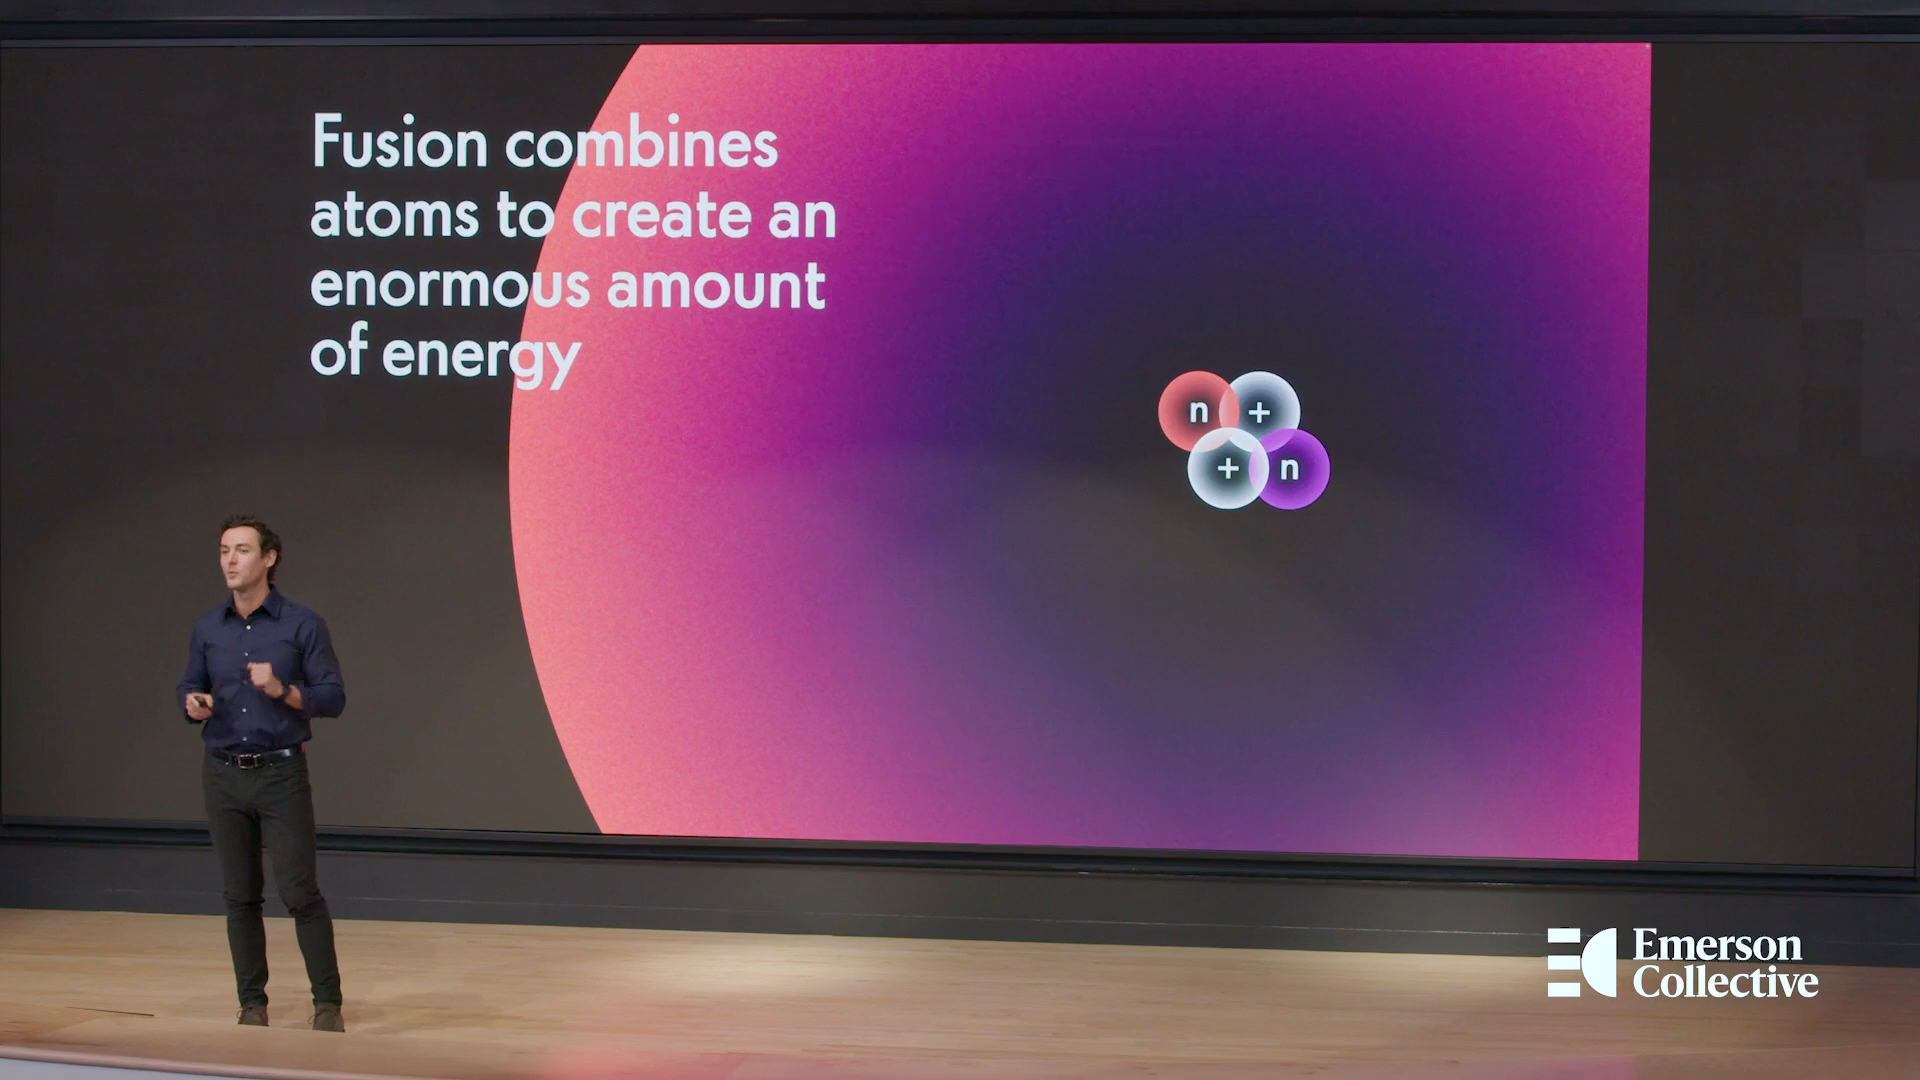 Fusion combines
atoms to create an
enormous amount
of energy
n +
+ n
Emerson
Collective